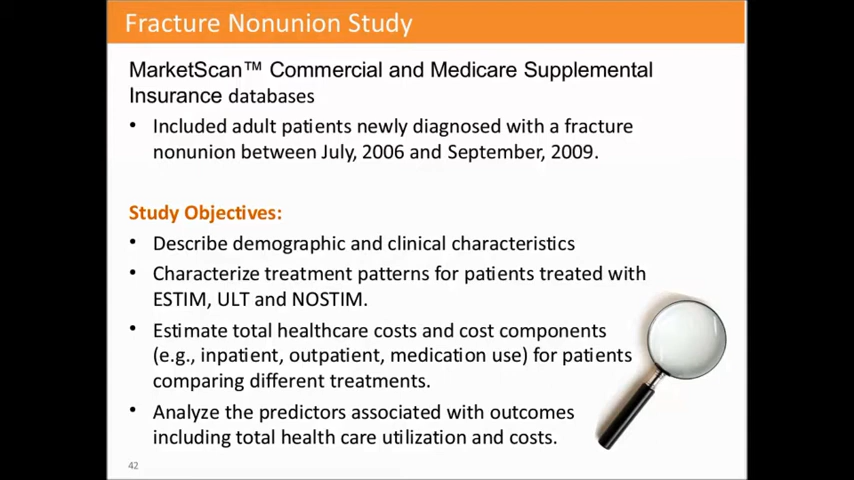 Fracture Nonunion Study
MarketScan™ Commercial and Medicare Supplemental
Insurance databases
• Included adult patients newly diagnosed with a fracture
nonunion between July, 2006 and September, 2009.
Study Objectives:
• Describe demographic and clinical characteristics
• Characterize treatment patterns for patients treated with
ESTIM, ULT and NOSTIM.
• Estimate total healthcare costs and cost components
(e.g., inpatient, outpatient, medication use) for patients
comparing different treatments.
• Analyze the predictors associated with outcomes
including total health care utilization and costs.
42